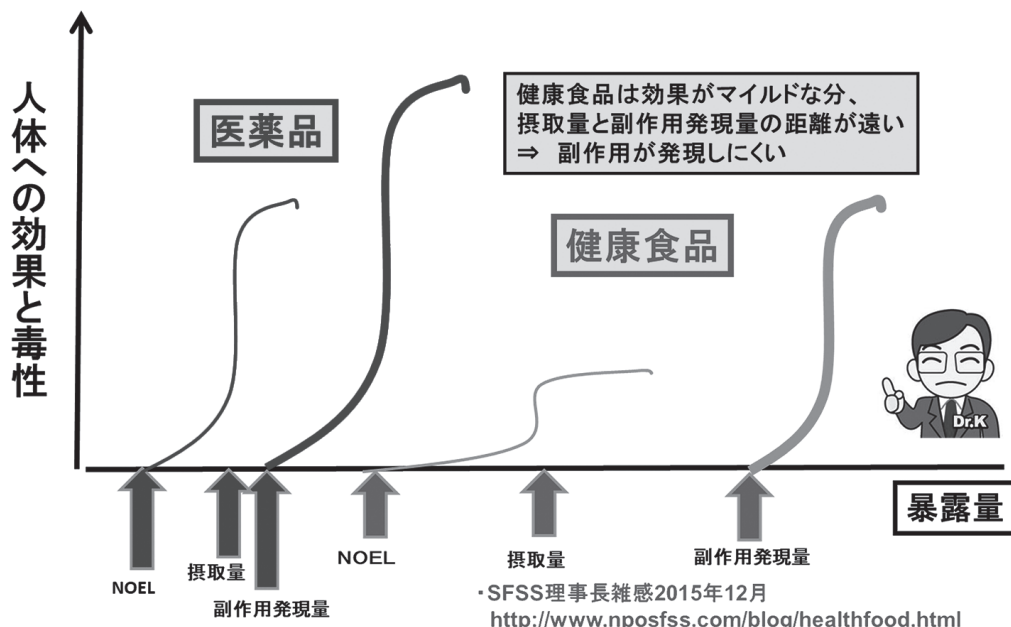 人体への効果と毒性
医薬品
健康食品は効果がマイルドな分、
摂取量と副作用発現量の距離が遠い
⇒ 副作用が発現しにくい
健康食品
Dr.K
暴露量
NOEL
摂取量
副作用発現量
NOEL
摂取量
副作用発現量
・SFSS理事長雑感2015年12月
http://www.nposfss.com/blog/healthfood.html